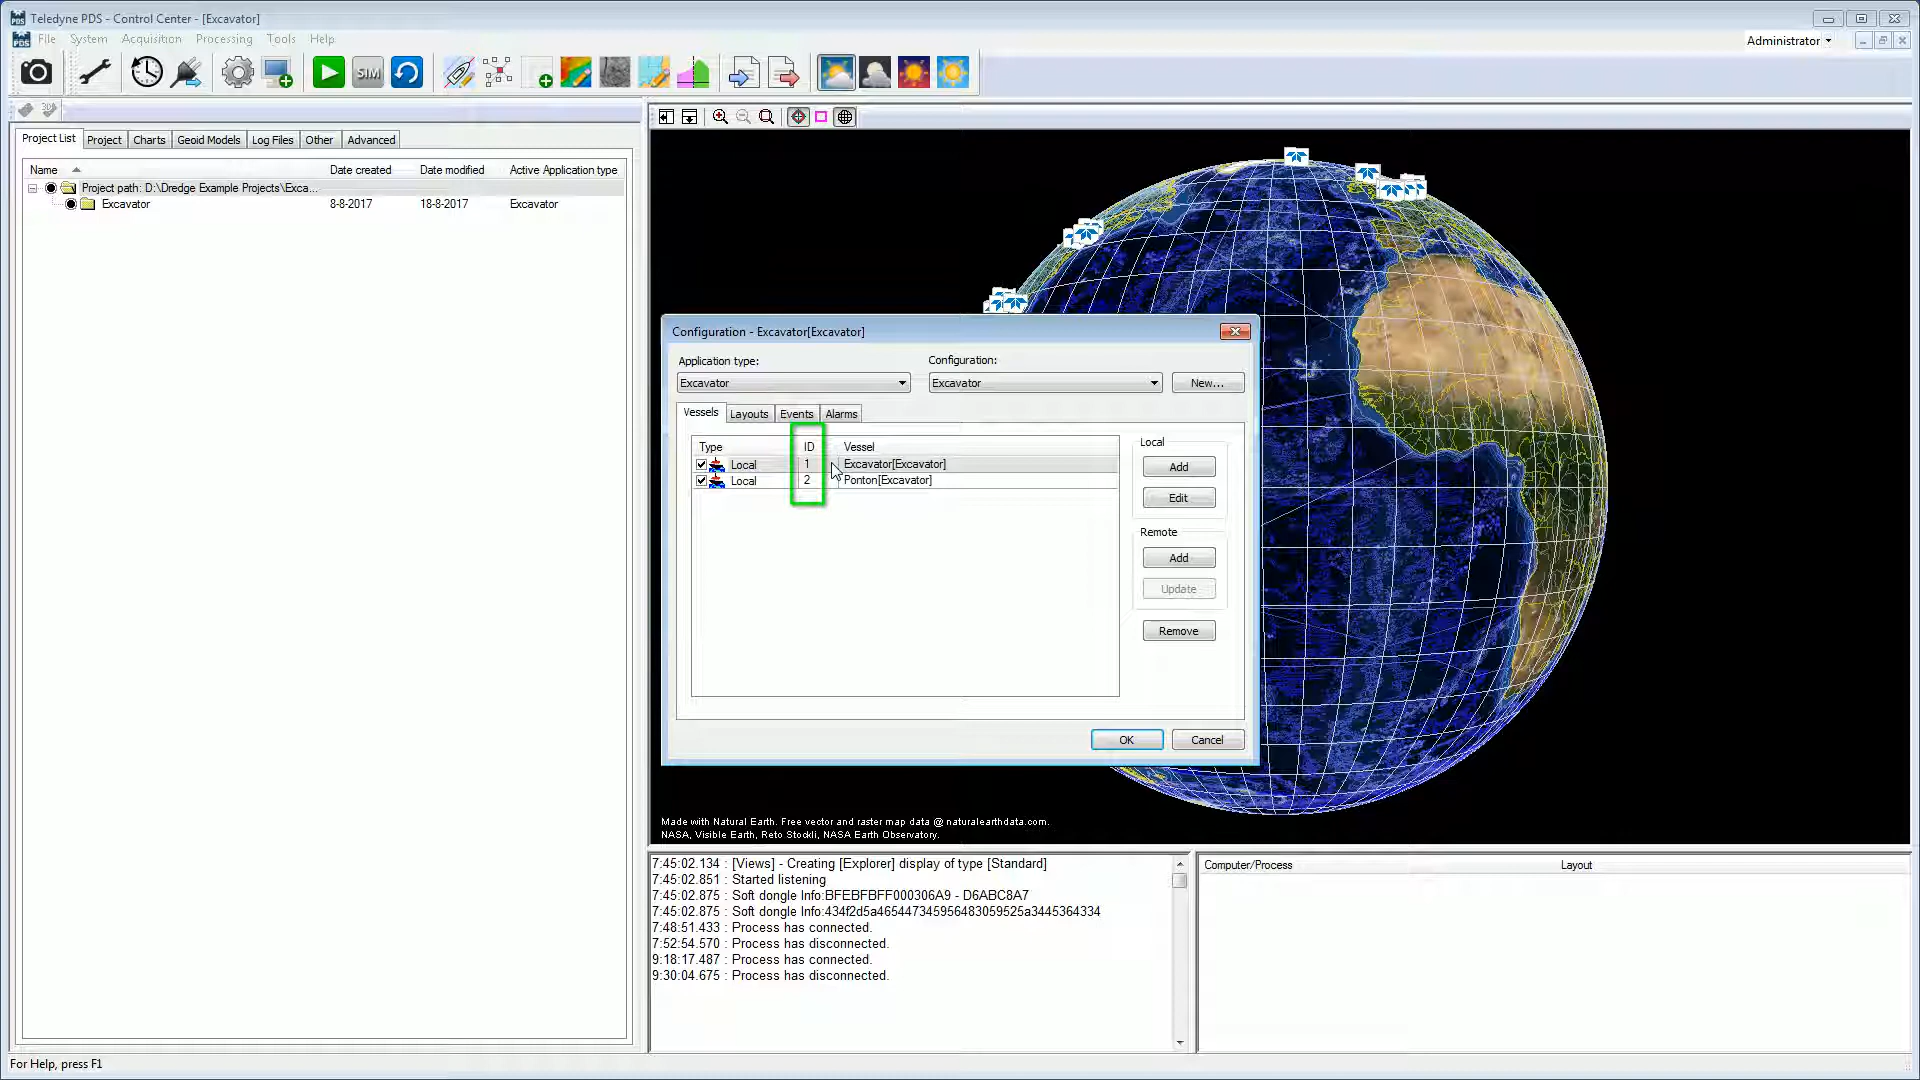 Teledyne PDS - Control Center - [Excavator]
File System Acquisition Processing Tools Help
Administrator
SIM
Project List Project Charts Geoid Models Log Files Other Advanced
Name Date created Date modified Active Application type
Project path: D:\Dredge Example Projects\Exca...
Excavator 8-8-2017 18-8-2017 Excavator
Configuration - Excavator[Excavator]
Application type: Configuration:
Excavator Excavator New...
Vessels Layouts Events Alarms
Type ID Vessel
Local 1 Excavator[Excavator]
Local 2 Ponton[Excavator]
Local
Add
Edit
Remote
Add
Update
Remove
OK Cancel
Made with Natural Earth. Free vector and raster map data @ naturalearthdata.com.
NASA, Visible Earth, Reto Stockli, NASA Earth Observatory.
7:45:02.134 : [Views] - Creating [Explorer] display of type [Standard]
7:45:02.851 : Started listening
7:45:02.875 : Soft dongle Info:BFEBFBFF000306A9 - D6ABC8A7
7:45:02.875 : Soft dongle Info:434f2d5a465447345956483059525a3445364334
7:48:51.433 : Process has connected.
7:52:54.570 : Process has disconnected.
9:18:17.487 : Process has connected.
9:30:04.675 : Process has disconnected.
Computer/Process Layout
For Help, press F1